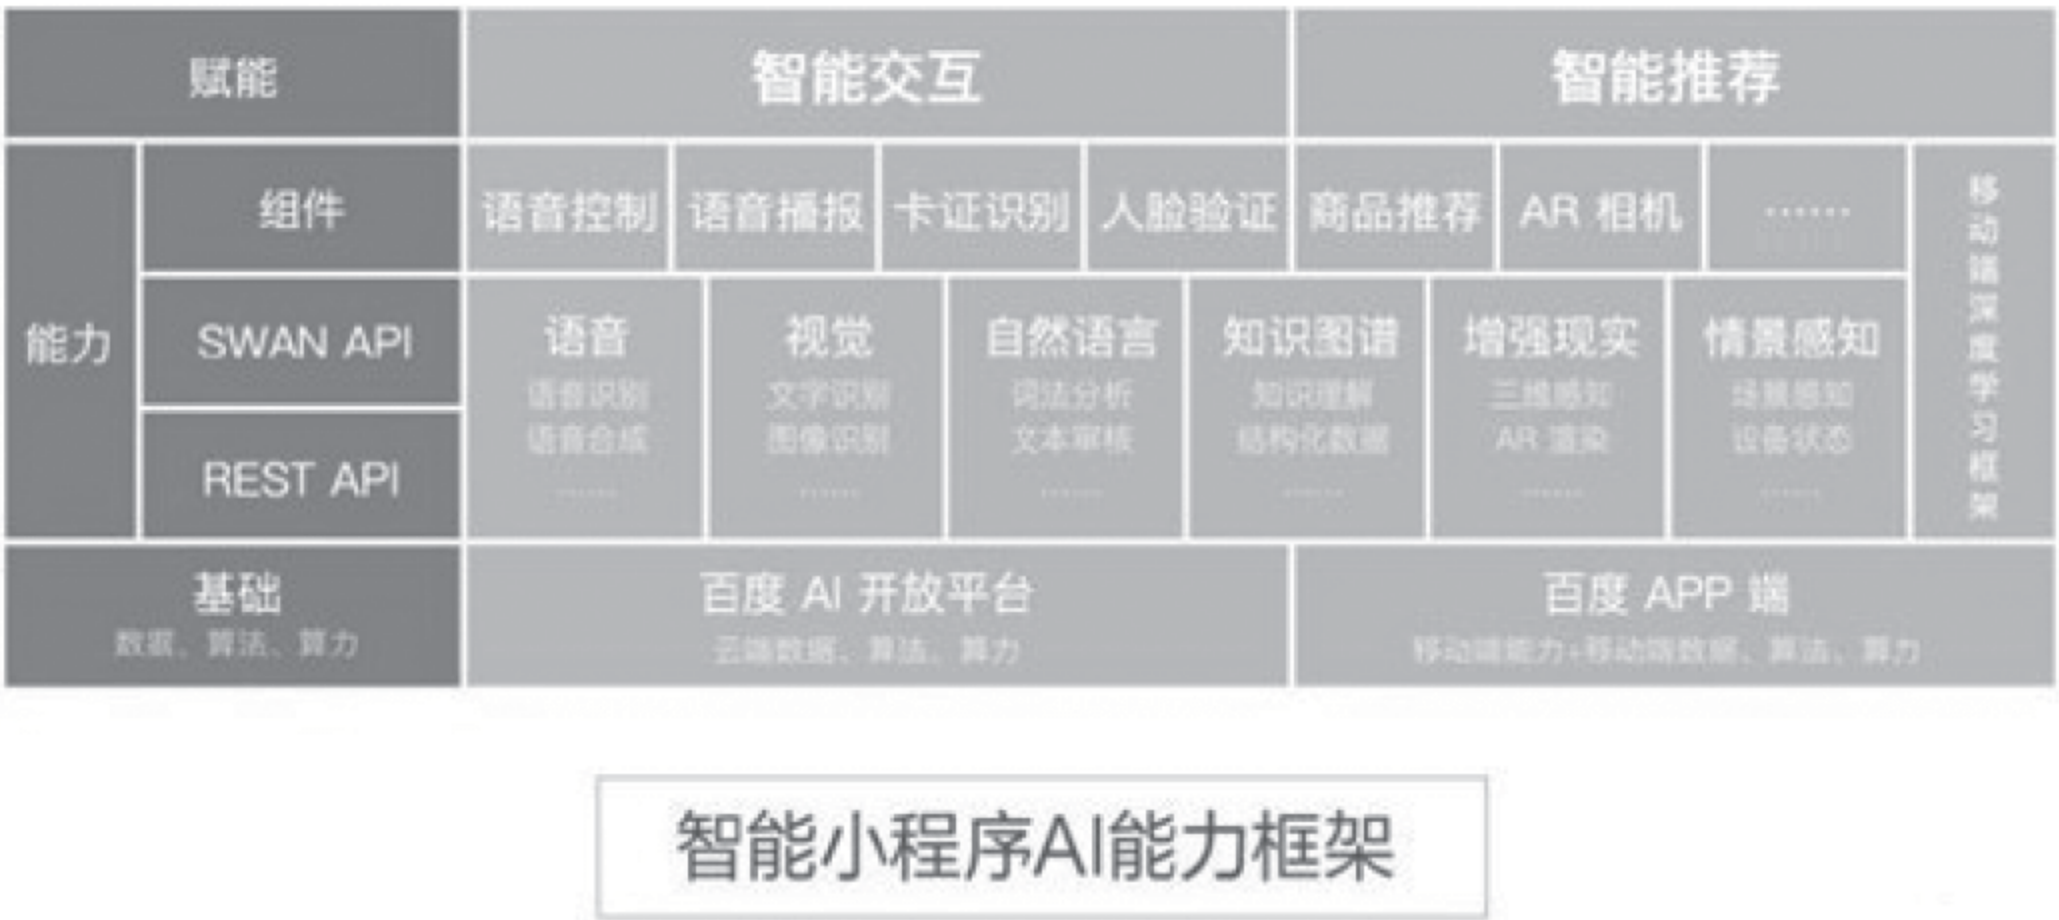 赋能
智能交互
智能推荐
能力
组件
语音控制
语音播报
卡证识别
人脸验证
商品推荐
AR 相机
......
移动端深度学习框架
SWAN API
REST API
语音
语音识别
语音合成
......
视觉
文字识别
图像识别
......
自然语言
词法分析
文本审核
......
知识图谱
知识理解
结构化数据
......
增强现实
三维感知
AR 渲染
......
情景感知
场景感知
设备状态
......
基础
数据、算法、算力
百度 AI 开放平台
云端数据、算法、算力
百度 APP 端
移动端能力+移动端数据、算法、算力
智能小程序AI能力框架